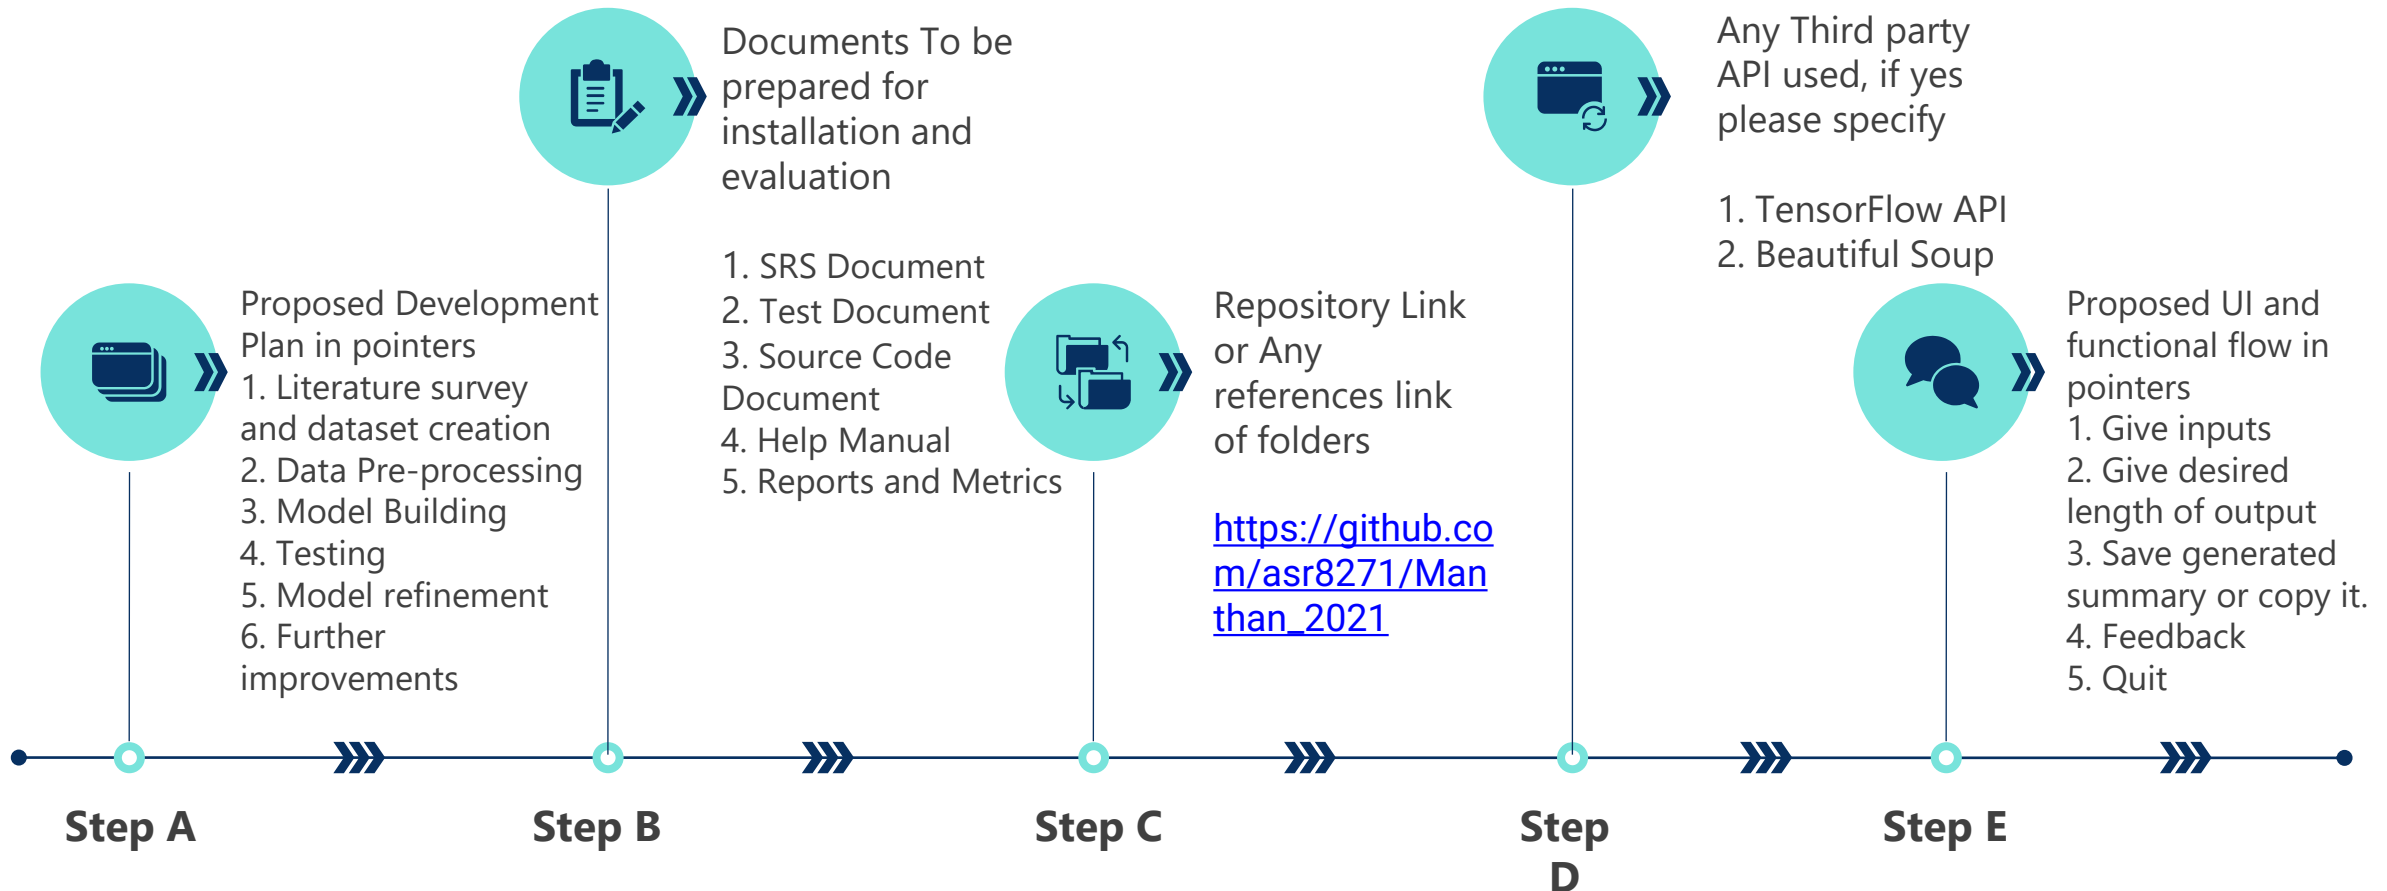 Proposed Development
Plan in pointers
1. Literature survey
and dataset creation
2. Data Pre-processing
3. Model Building
4. Testing
5. Model refinement
6. Further
improvements
Documents To be
prepared for
installation and
evaluation
1. SRS Document
2. Test Document
3. Source Code
Document
4. Help Manual
5. Reports and Metrics
Repository Link
or Any
references link
of folders
https://github.co
m/asr8271/Man
than_2021
Any Third party
API used, if yes
please specify
1. TensorFlow API
2. Beautiful Soup
Proposed UI and
functional flow in
pointers
1. Give inputs
2. Give desired
length of output
3. Save generated
summary or copy it.
4. Feedback
5. Quit
Step A
Step B
Step C
Step
D
Step E